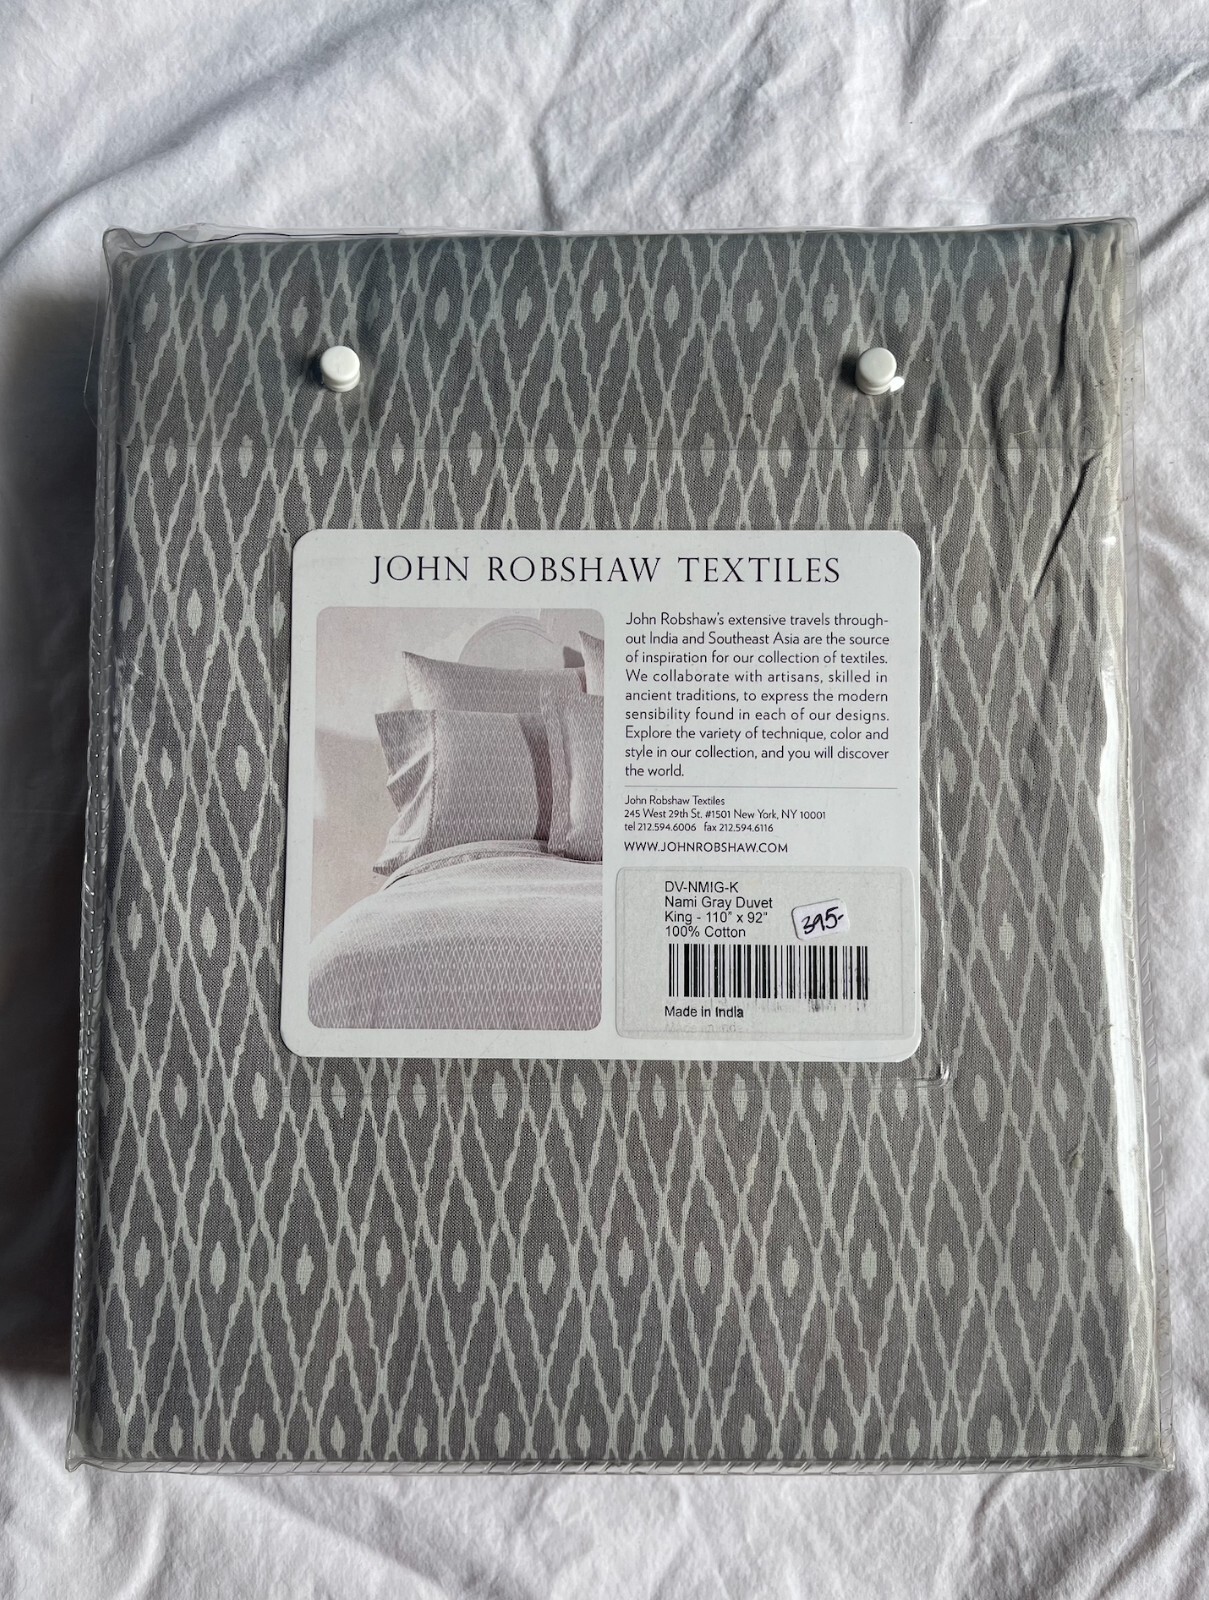 JOHN ROBSHAW TEXTILES
John Robshaw's extensive travels through-
out India and Southeast Asia are the source
of inspiration for our collection of textiles.
We collaborate with artisans, skilled in
ancient traditions, to express the modern
sensibility found in each of our designs.
Explore the variety of technique, color and
style in our collection, and you will discover
the world.
John Robshaw Textiles
245 West 29th St. #1501 New York, NY 10001
tel 212.594.6006 fax 212.594.6116
WWW.JOHNROBSHAW.COM
DV-NMIG-K
Nami Gray Duvet
King - 110" x 92"
100% Cotton
395-
Made in India